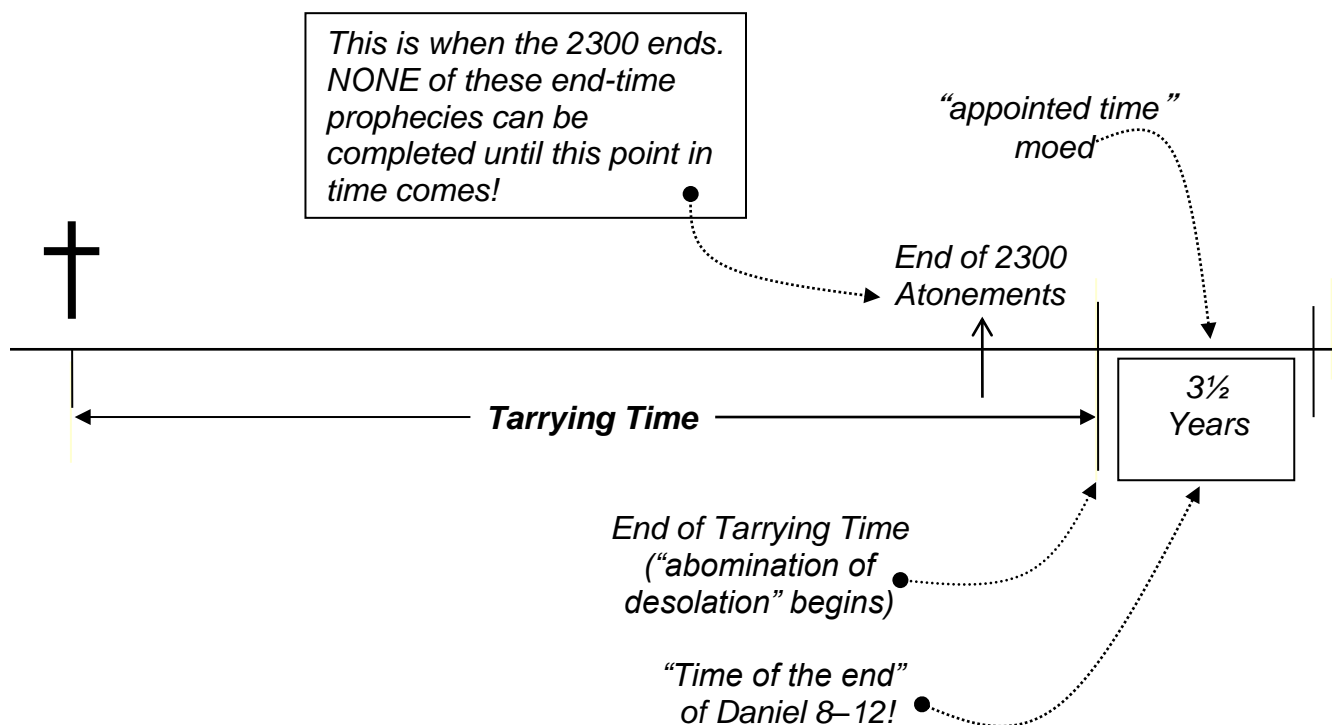 This is when the 2300 ends.
NONE of these end-time
prophecies can be
completed until this point in
time comes!
“appointed time”
moed
End of 2300
Atonements
Tarrying Time
3½
Years
End of Tarrying Time
(“abomination of
desolation” begins)
“Time of the end”
of Daniel 8–12!